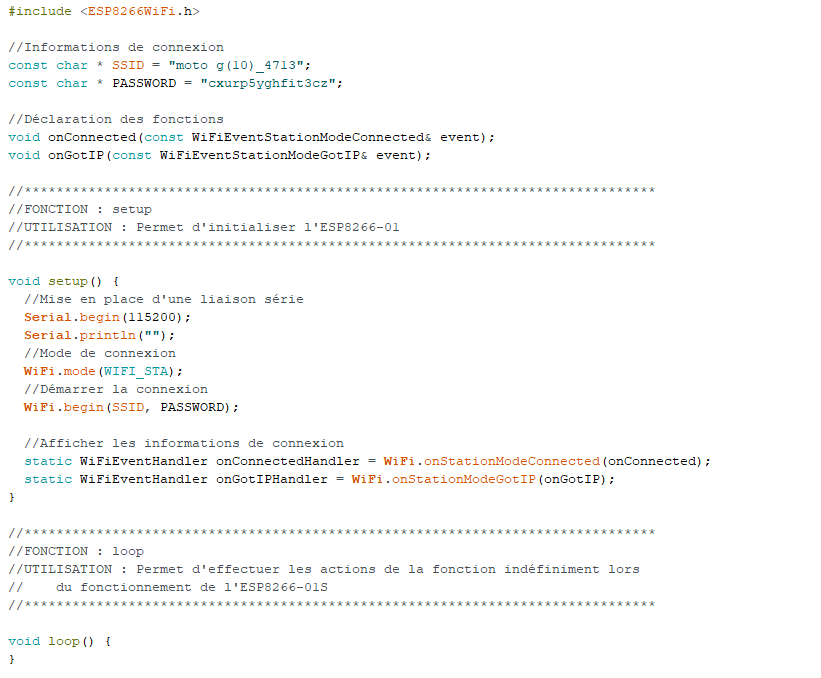 #include <ESP8266WiFi.h>
//Informations de connexion
const char * SSID = "moto g(10)_4713";
const char * PASSWORD = "cxurp5yghfit3cz";
//Déclaration des fonctions
void onConnected(const WiFiEventStationModeConnected& event);
void onGotIP(const WiFiEventStationModeGotIP& event);
//*******************************************************************************
//FONCTION : setup
//UTILISATION : Permet d'initialiser l'ESP8266-01
//*******************************************************************************
void setup() {
  //Mise en place d'une liaison série
  Serial.begin(115200);
  Serial.println("");
  //Mode de connexion
  WiFi.mode(WIFI_STA);
  //Démarrer la connexion
  WiFi.begin(SSID, PASSWORD);
  //Afficher les informations de connexion
  static WiFiEventHandler onConnectedHandler = WiFi.onStationModeConnected(onConnected);
  static WiFiEventHandler onGotIPHandler = WiFi.onStationModeGotIP(onGotIP);
}
//*******************************************************************************
//FONCTION : loop
//UTILISATION : Permet d'effectuer les actions de la fonction indéfiniment lors
//    du fonctionnement de l'ESP8266-01S
//*******************************************************************************
void loop() {
}